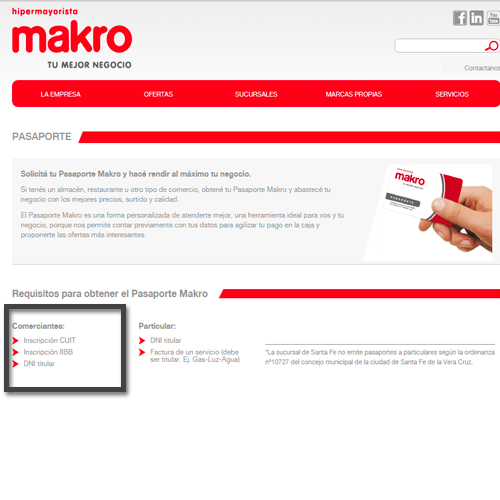 hipermayorista
makro
TU MEJOR NEGOCIO
Contactanos
LA EMPRESA
OFERTAS
SUCURSALES
MARCAS PROPIAS
SERVICIOS
PASAPORTE
Solicitá tu Pasaporte Makro y hacé rendir al máximo tu negocio.
Si tenés un almacén, restaurante u otro tipo de comercio, obtené tu Pasaporte Makro y abastecé tu
negocio con los mejores precios, surtido y calidad.
El Pasaporte Makro es una forma personalizada de atenderte mejor, una herramienta ideal para vos y tu
negocio, porque nos permite contar previamente con tus datos para agilizar tu pago en la caja y
proponerte las ofertas más interesantes.
makro
PASAPORTE
Requisitos para obtener el Pasaporte Makro
Comerciantes:
Inscripción CUIT
Inscripción IIBB
DNI titular
Particular:
DNI titular
Factura de un servicio (debe
ser titular. Ej. Gas-Luz-Agua)
*La sucursal de Santa Fe no emite pasaportes a particulares según la ordenanza
nº10727 del concejo municipal de la ciudad de Santa Fe de la Vera Cruz.